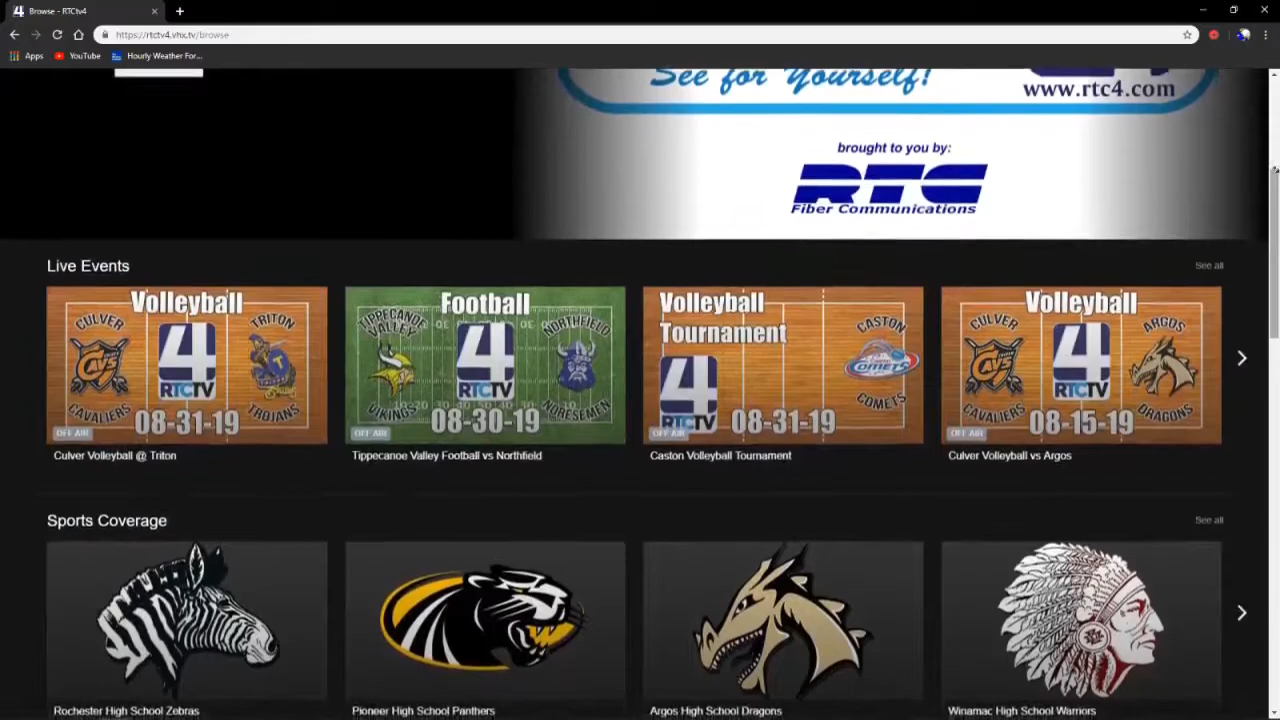 4 Browse - RTCtv4
https://rtctv4.vhx.tv/browse
Apps YouTube Hourly Weather For...
See for Yourself!
www.rtc4.com
brought to you by:
RTC
Fiber Communications
Live Events
See all
Volleyball
CULVER
CAVS
CAVALIERS
4
RTCTV
TRITON
T
TROJANS
08-31-19
OFF AIR
Culver Volleyball @ Triton
Football
TIPPECANOE VALLEY
VIKINGS
4
RTCTV
NORTHFIELD
NORESEMEN
08-30-19
OFF AIR
Tippecanoe Valley Football vs Northfield
Volleyball
Tournament
4
RTCTV
CASTON
COMETS
COMETS
08-31-19
OFF AIR
Caston Volleyball Tournament
Volleyball
CULVER
CAVS
CAVALIERS
4
RTCTV
ARGOS
DRAGONS
08-15-19
OFF AIR
Culver Volleyball vs Argos
Sports Coverage
See all
Rochester High School Zebras
Pioneer High School Panthers
Argos High School Dragons
Winamac High School Warriors